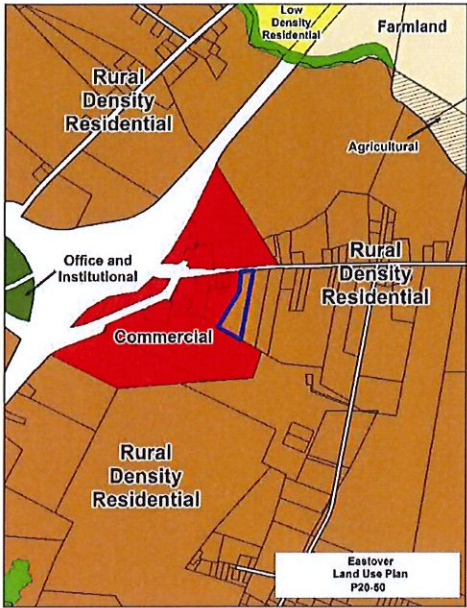 Low
Density
Residential
Farmland
Rural
Density
Residential
Agricultural
Office and
Institutional
Rural
Density
Residential
Commercial
Rural
Density
Residential
Eastover
Land Use Plan
P20-50